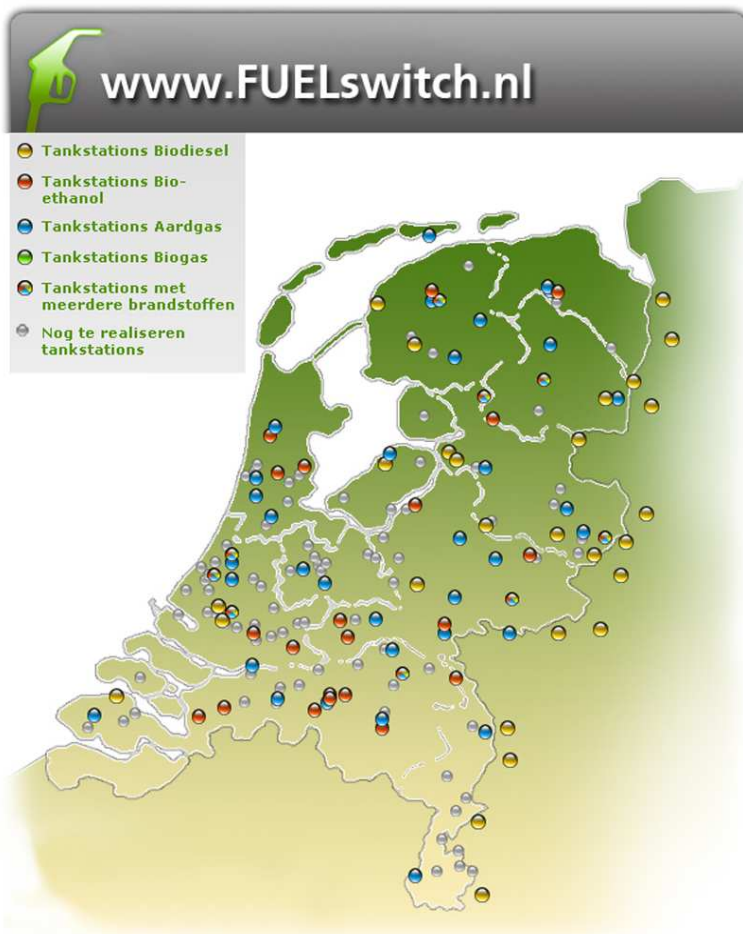 www.FUELswitch.nl
Tankstations Biodiesel
Tankstations Bio-
ethanol
Tankstations Aardgas
Tankstations Biogas
Tankstations met
meerdere brandstoffen
Nog te realiseren
tankstations